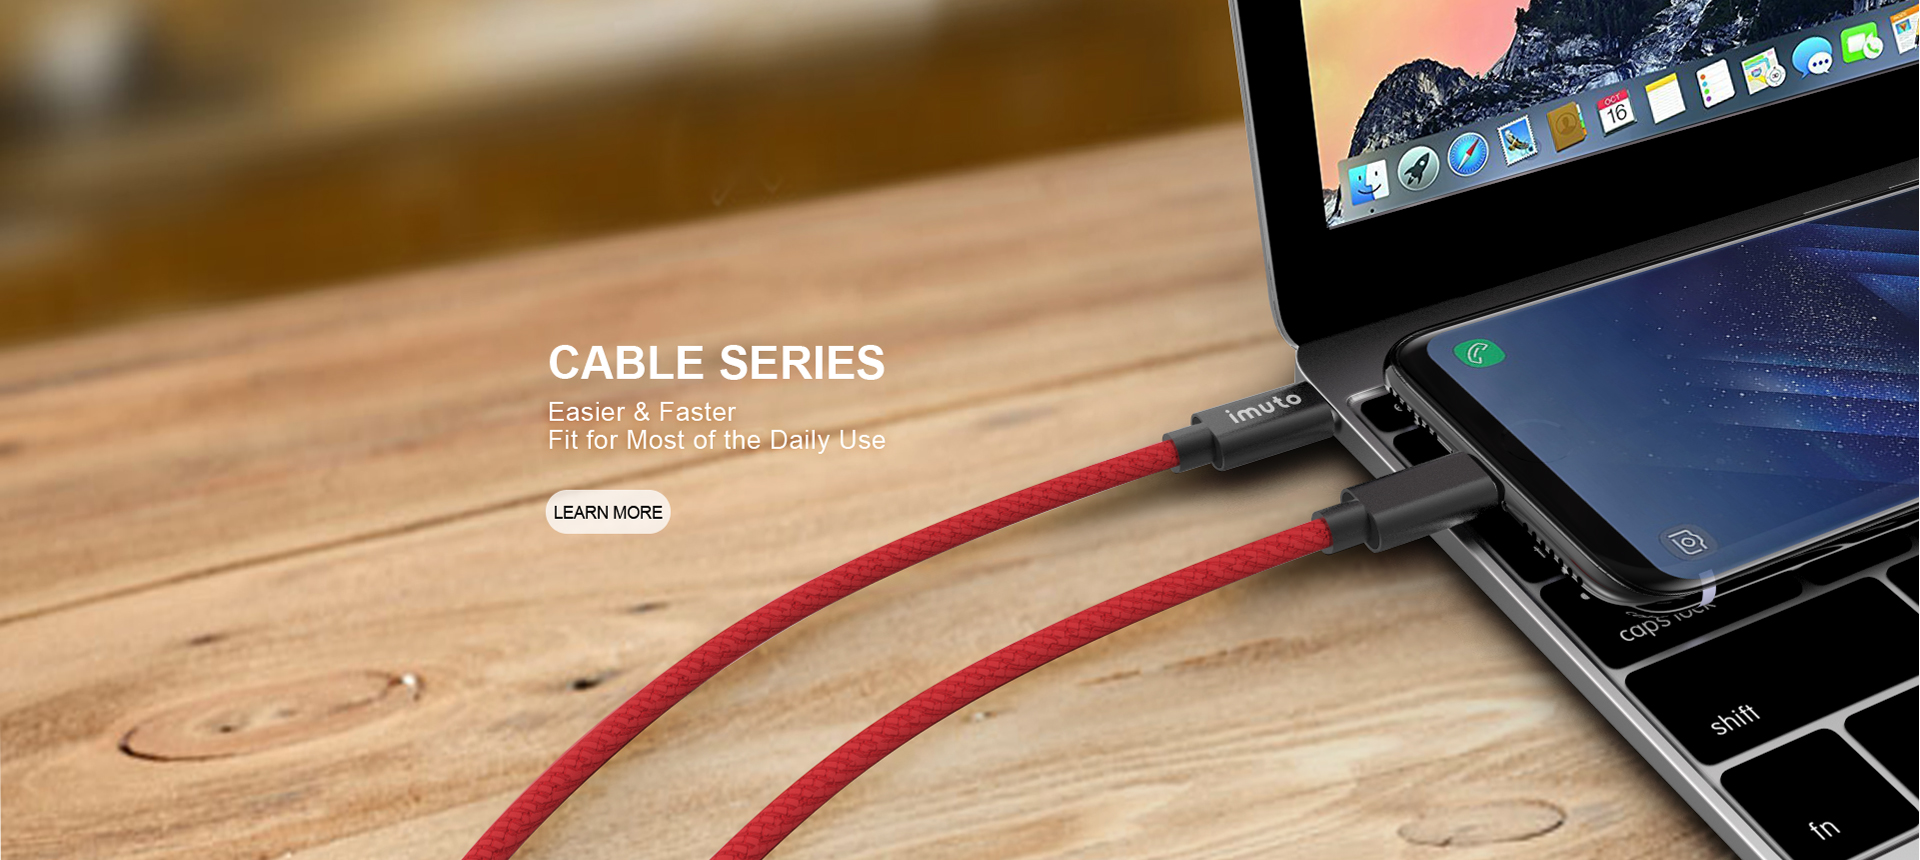 CABLE SERIES
Easier & Faster
Fit for Most of the Daily Use
LEARN MORE
imuto
OCT
16
caps lock
shift
fn